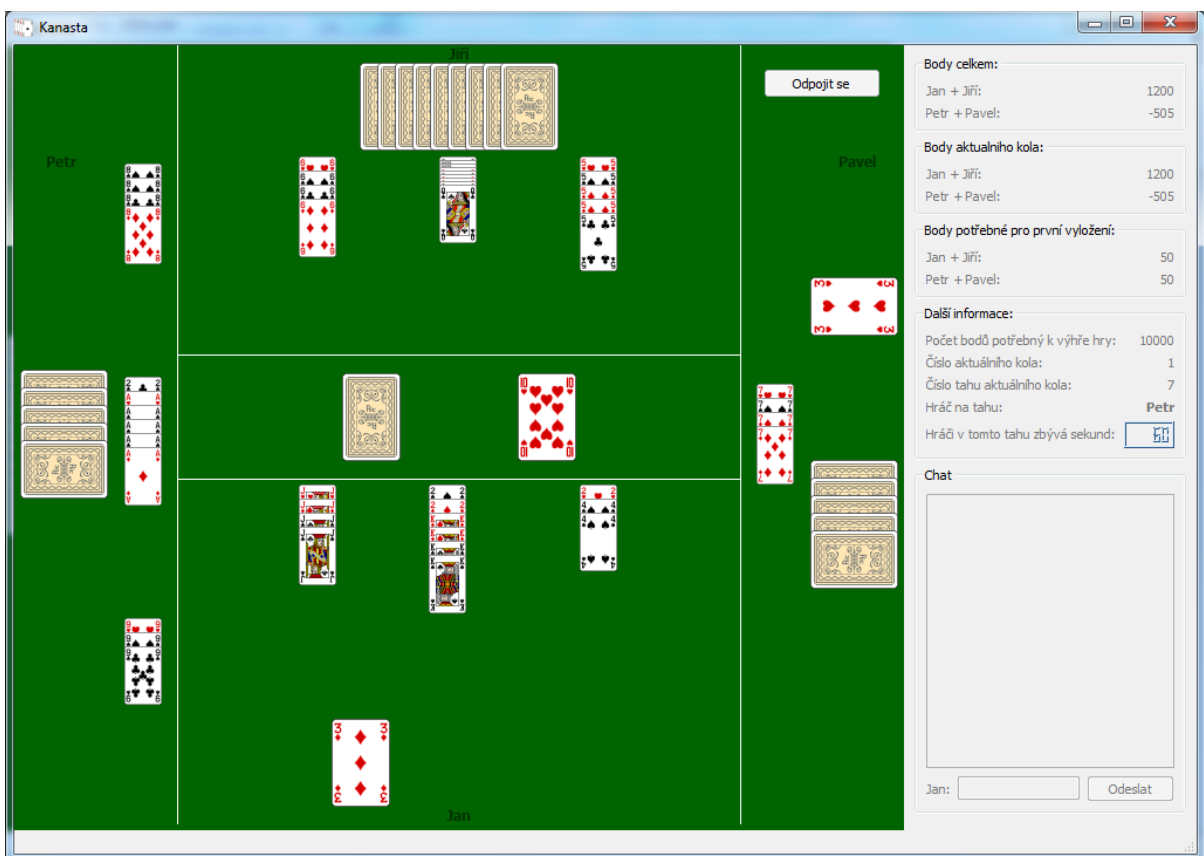 Kanasta
Jiří
Odpojit se
Petr
Pavel
Jan
Body celkem:
Jan + Jiří: 1200
Petr + Pavel: -505
Body aktualniho kola:
Jan + Jiří: 1200
Petr + Pavel: -505
Body potřebné pro první vyložení:
Jan + Jiří: 50
Petr + Pavel: 50
Další informace:
Počet bodů potřebný k výhře hry: 10000
Číslo aktuálního kola: 1
Číslo tahu aktuálního kola: 7
Hráč na tahu: Petr
Hráči v tomto tahu zbývá sekund: 60
Chat
Jan:
Odeslat